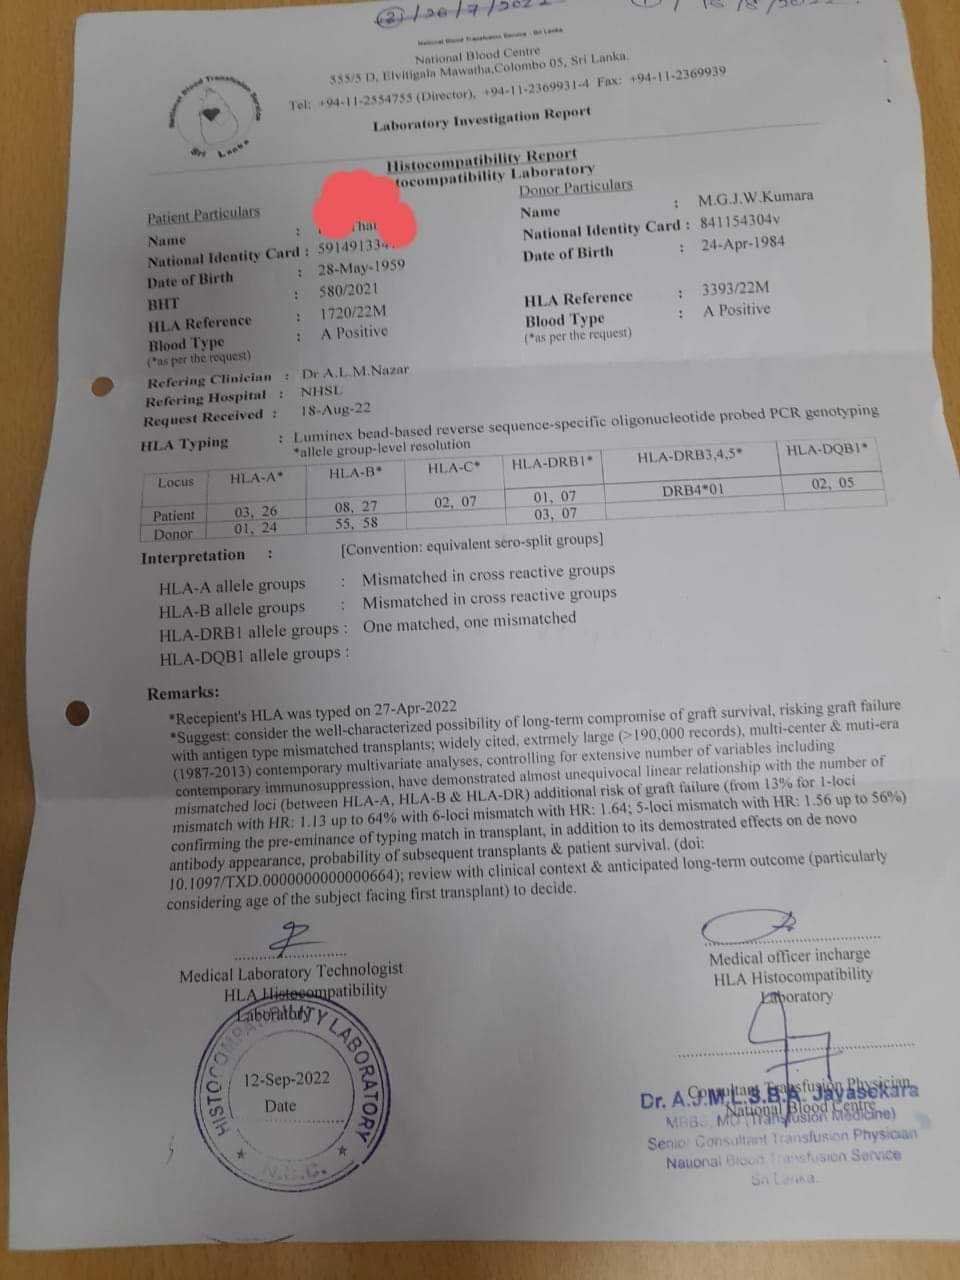 (2) / 26 / 7 / 2022
National Blood Transfusion Service - Sri Lanka
National Blood Centre
555/5 D, Elvitigala Mawatha,Colombo 05, Sri Lanka.
Tel: +94-11-2554755 (Director), +94-11-2369931-4 Fax: +94-11-2369939
National Blood Transfusion Service
Sri Lanka
Laboratory Investigation Report
Histocompatibility Report
tocompatibility Laboratory
Patient Particulars
Name :
National Identity Card : 591491334
Date of Birth : 28-May-1959
BHT : 580/2021
HLA Reference : 1720/22M
Blood Type : A Positive
(*as per the request)
Donor Particulars
Name : M.G.J.W.Kumara
National Identity Card : 841154304v
Date of Birth : 24-Apr-1984
HLA Reference : 3393/22M
Blood Type : A Positive
(*as per the request)
Refering Clinician : Dr A.L.M.Nazar
Refering Hospital : NHSL
Request Received : 18-Aug-22
HLA Typing : Luminex bead-based reverse sequence-specific oligonucleotide probed PCR genotyping
*allele group-level resolution
Locus HLA-A* HLA-B* HLA-C* HLA-DRB1* HLA-DRB3,4,5* HLA-DQB1*
Patient 03, 26 08, 27 02, 07 01, 07 DRB4*01 02, 05
Donor 01, 24 55, 58 03, 07
Interpretation : [Convention: equivalent sero-split groups]
HLA-A allele groups : Mismatched in cross reactive groups
HLA-B allele groups : Mismatched in cross reactive groups
HLA-DRB1 allele groups : One matched, one mismatched
HLA-DQB1 allele groups :
Remarks:
*Recepient's HLA was typed on 27-Apr-2022
*Suggest: consider the well-characterized possibility of long-term compromise of graft survival, risking graft failure
with antigen type mismatched transplants; widely cited, extrmely large (>190,000 records), multi-center & muti-era
(1987-2013) contemporary multivariate analyses, controlling for extensive number of variables including
contemporary immunosuppression, have demonstrated almost unequivocal linear relationship with the number of
mismatched loci (between HLA-A, HLA-B & HLA-DR) additional risk of graft failure (from 13% for 1-loci
mismatch with HR: 1.13 up to 64% with 6-loci mismatch with HR: 1.64; 5-loci mismatch with HR: 1.56 up to 56%)
confirming the pre-eminance of typing match in transplant, in addition to its demostrated effects on de novo
antibody appearance, probability of subsequent transplants & patient survival. (doi:
10.1097/TXD.0000000000000664); review with clinical context & anticipated long-term outcome (particularly
considering age of the subject facing first transplant) to decide.
Medical Laboratory Technologist
HLA Histocompatibility
Laboratory
HISTOCOMPATIBILITY LABORATORY
12-Sep-2022
Date
N.B.C.
Medical officer incharge
HLA Histocompatibility
Laboratory
Consultant Transfusion Physician
National Blood Centre
Dr. A.J.M.L.S.B.A. Jayasekara
MBBS, MD (Transfusion Medicine)
Senior Consultant Transfusion Physician
National Blood Transfusion Service
Sri Lanka.